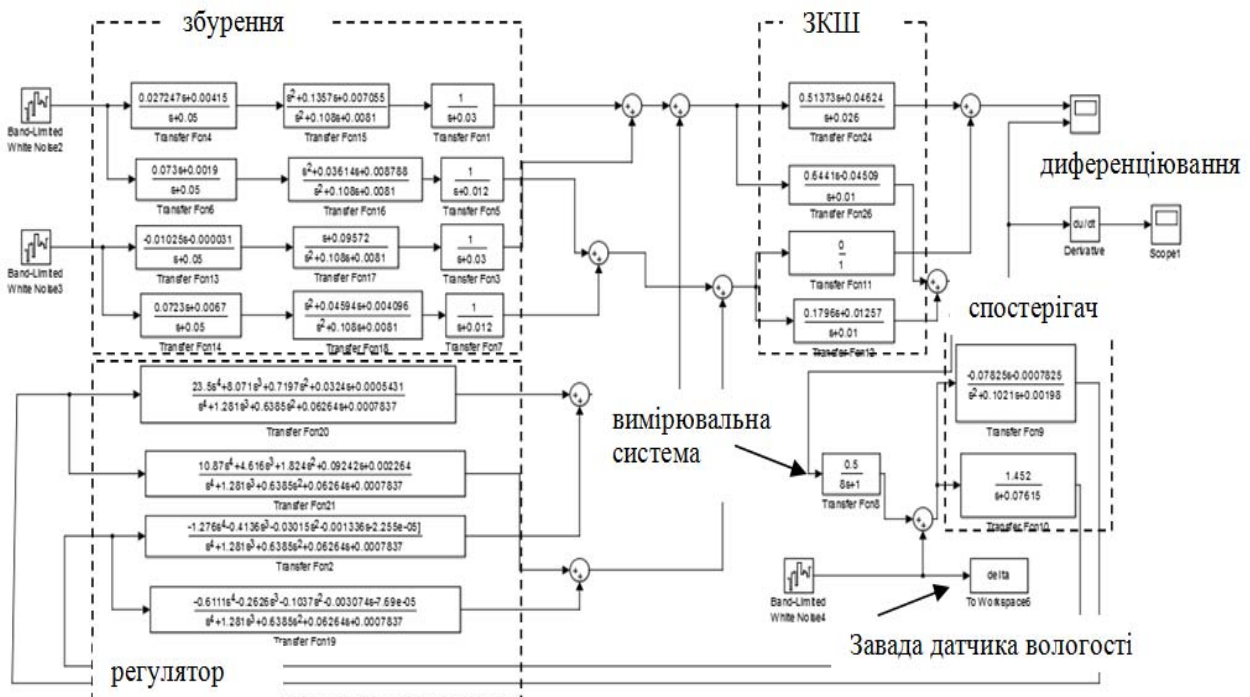 збурення
ЗКШ
Band-Limited
White Noise2
0.027247s+0.00415
s+0.05
Transfer Fcn4
s²+0.1357s+0.007055
s²+0.108s+0.0081
Transfer Fcn15
1
s+0.03
Transfer Fcn1
0.51373s+0.04624
s+0.026
Transfer Fcn24
диференціювання
0.073s+0.0019
s+0.05
Transfer Fcn6
s²+0.03614s+0.008788
s²+0.108s+0.0081
Transfer Fcn16
1
s+0.012
Transfer Fcn5
0.6441s-0.04509
s+0.01
Transfer Fcn26
du/dt
Derivative
Scope1
Band-Limited
White Noise3
-0.01025s-0.000031
s+0.05
Transfer Fcn13
s+0.09572
s²+0.108s+0.0081
Transfer Fcn17
1
s+0.03
Transfer Fcn3
0
1
Transfer Fcn11
0.0723s+0.0067
s+0.05
Transfer Fcn14
s²+0.04594s+0.004096
s²+0.108s+0.0081
Transfer Fcn18
1
s+0.012
Transfer Fcn7
0.1796s+0.01257
s+0.01
Transfer Fcn12
спостерігач
23.5s⁴+8.071s³+0.7197s²+0.0324s+0.0005431
s⁴+1.281s³+0.6385s²+0.06264s+0.0007837
Transfer Fcn20
-0.07825s-0.0007825
s²+0.1021s+0.00198
Transfer Fcn9
вимірювальна
система
10.87s⁴+4.616s³+1.824s²+0.09242s+0.002264
s⁴+1.281s³+0.6385s²+0.06264s+0.0007837
Transfer Fcn21
0.5
8s+1
Transfer Fcn8
1.452
s+0.07615
Transfer Fcn10
-1.276s⁴-0.4136s³-0.03015s²-0.001336s-2.255e-05]
s⁴+1.281s³+0.6385s²+0.06264s+0.0007837
Transfer Fcn2
-0.6111s⁴-0.2626s³-0.1037s²-0.003074s-7.69e-05
s⁴+1.281s³+0.6385s²+0.06264s+0.0007837
Transfer Fcn19
Band-Limited
White Noise4
delta
To Workspace6
Завада датчика вологості
регулятор